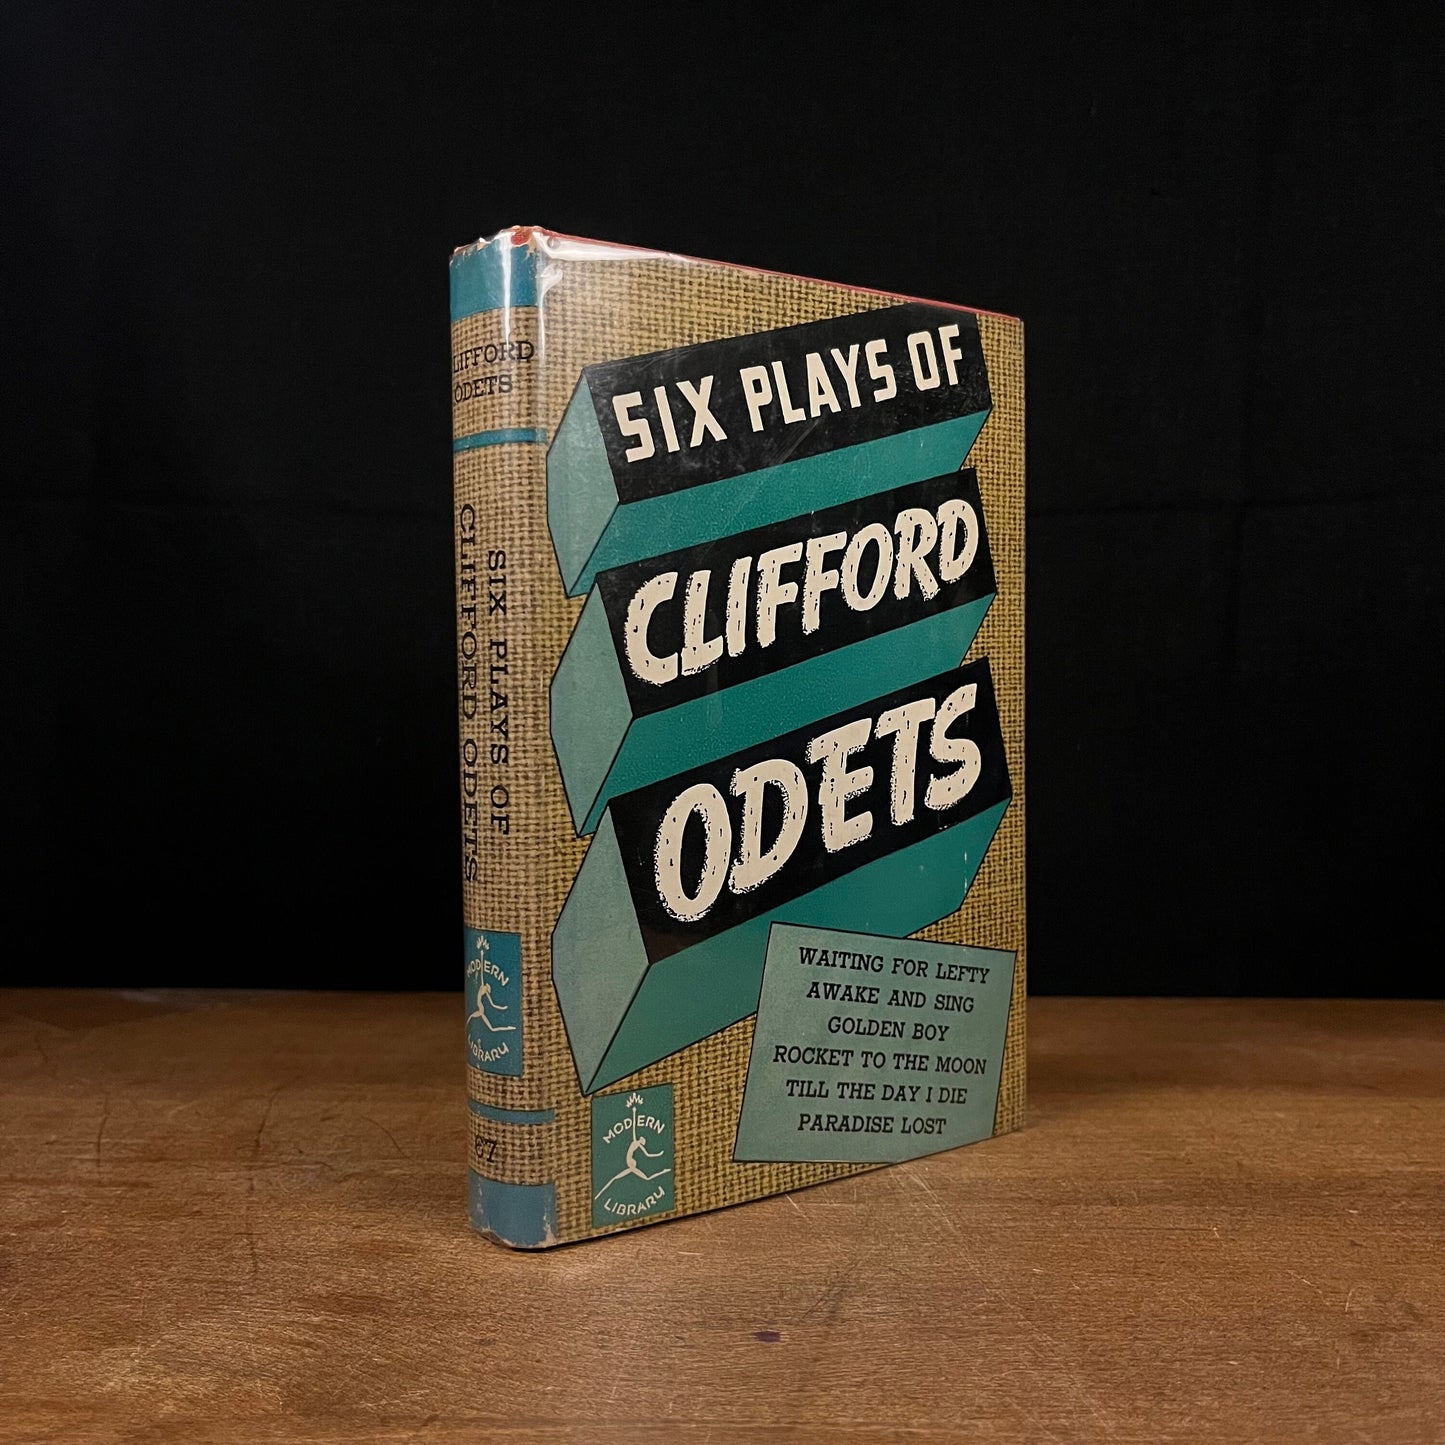 CLIFFORD
ODETS
SIX PLAYS OF
CLIFFORD ODETS
MODERN
LIBRARY
67
SIX PLAYS OF
CLIFFORD
ODETS
WAITING FOR LEFTY
AWAKE AND SING
GOLDEN BOY
ROCKET TO THE MOON
TILL THE DAY I DIE
PARADISE LOST
MODERN
LIBRARY